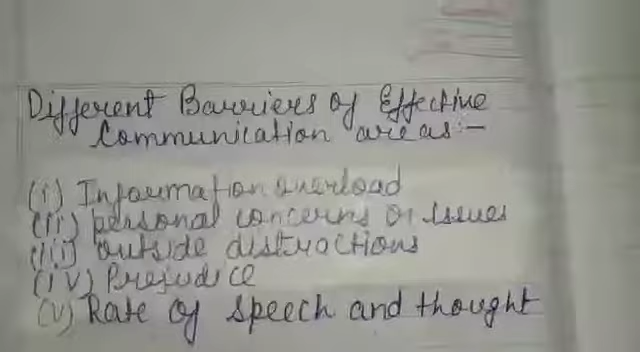 Different Barriers of Effective
Communication are as :-
(i) Information overload
(ii) personal concerns or issues
(iii) outside distractions
(iv) Prejudice
(v) Rate of speech and thought